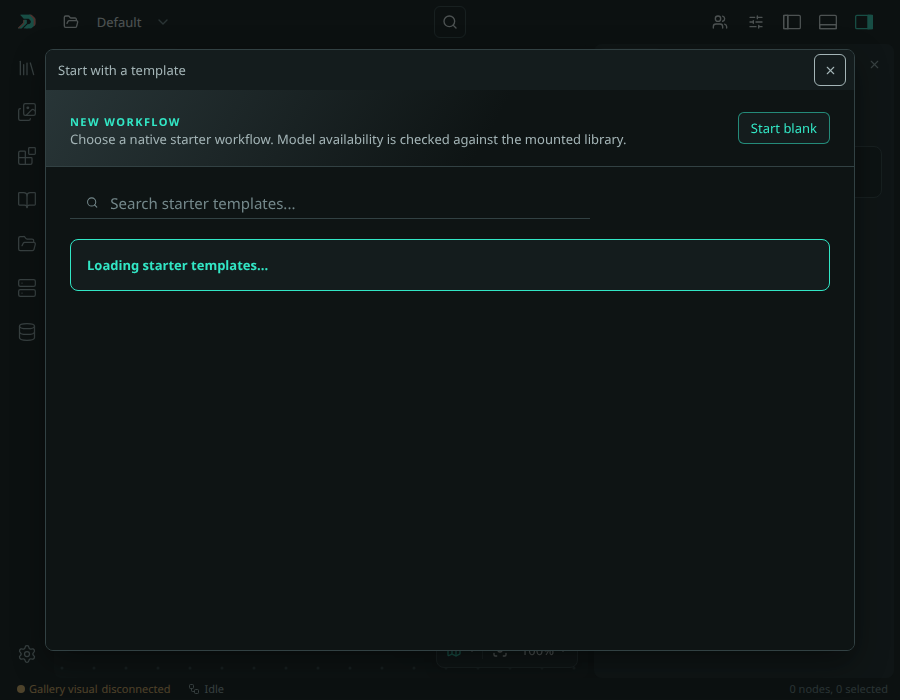 Default
Start with a template
NEW WORKFLOW
Choose a native starter workflow. Model availability is checked against the mounted library.
Start blank
Search starter templates...
Loading starter templates...
100%
Gallery visual disconnected
Idle
0 nodes, 0 selected